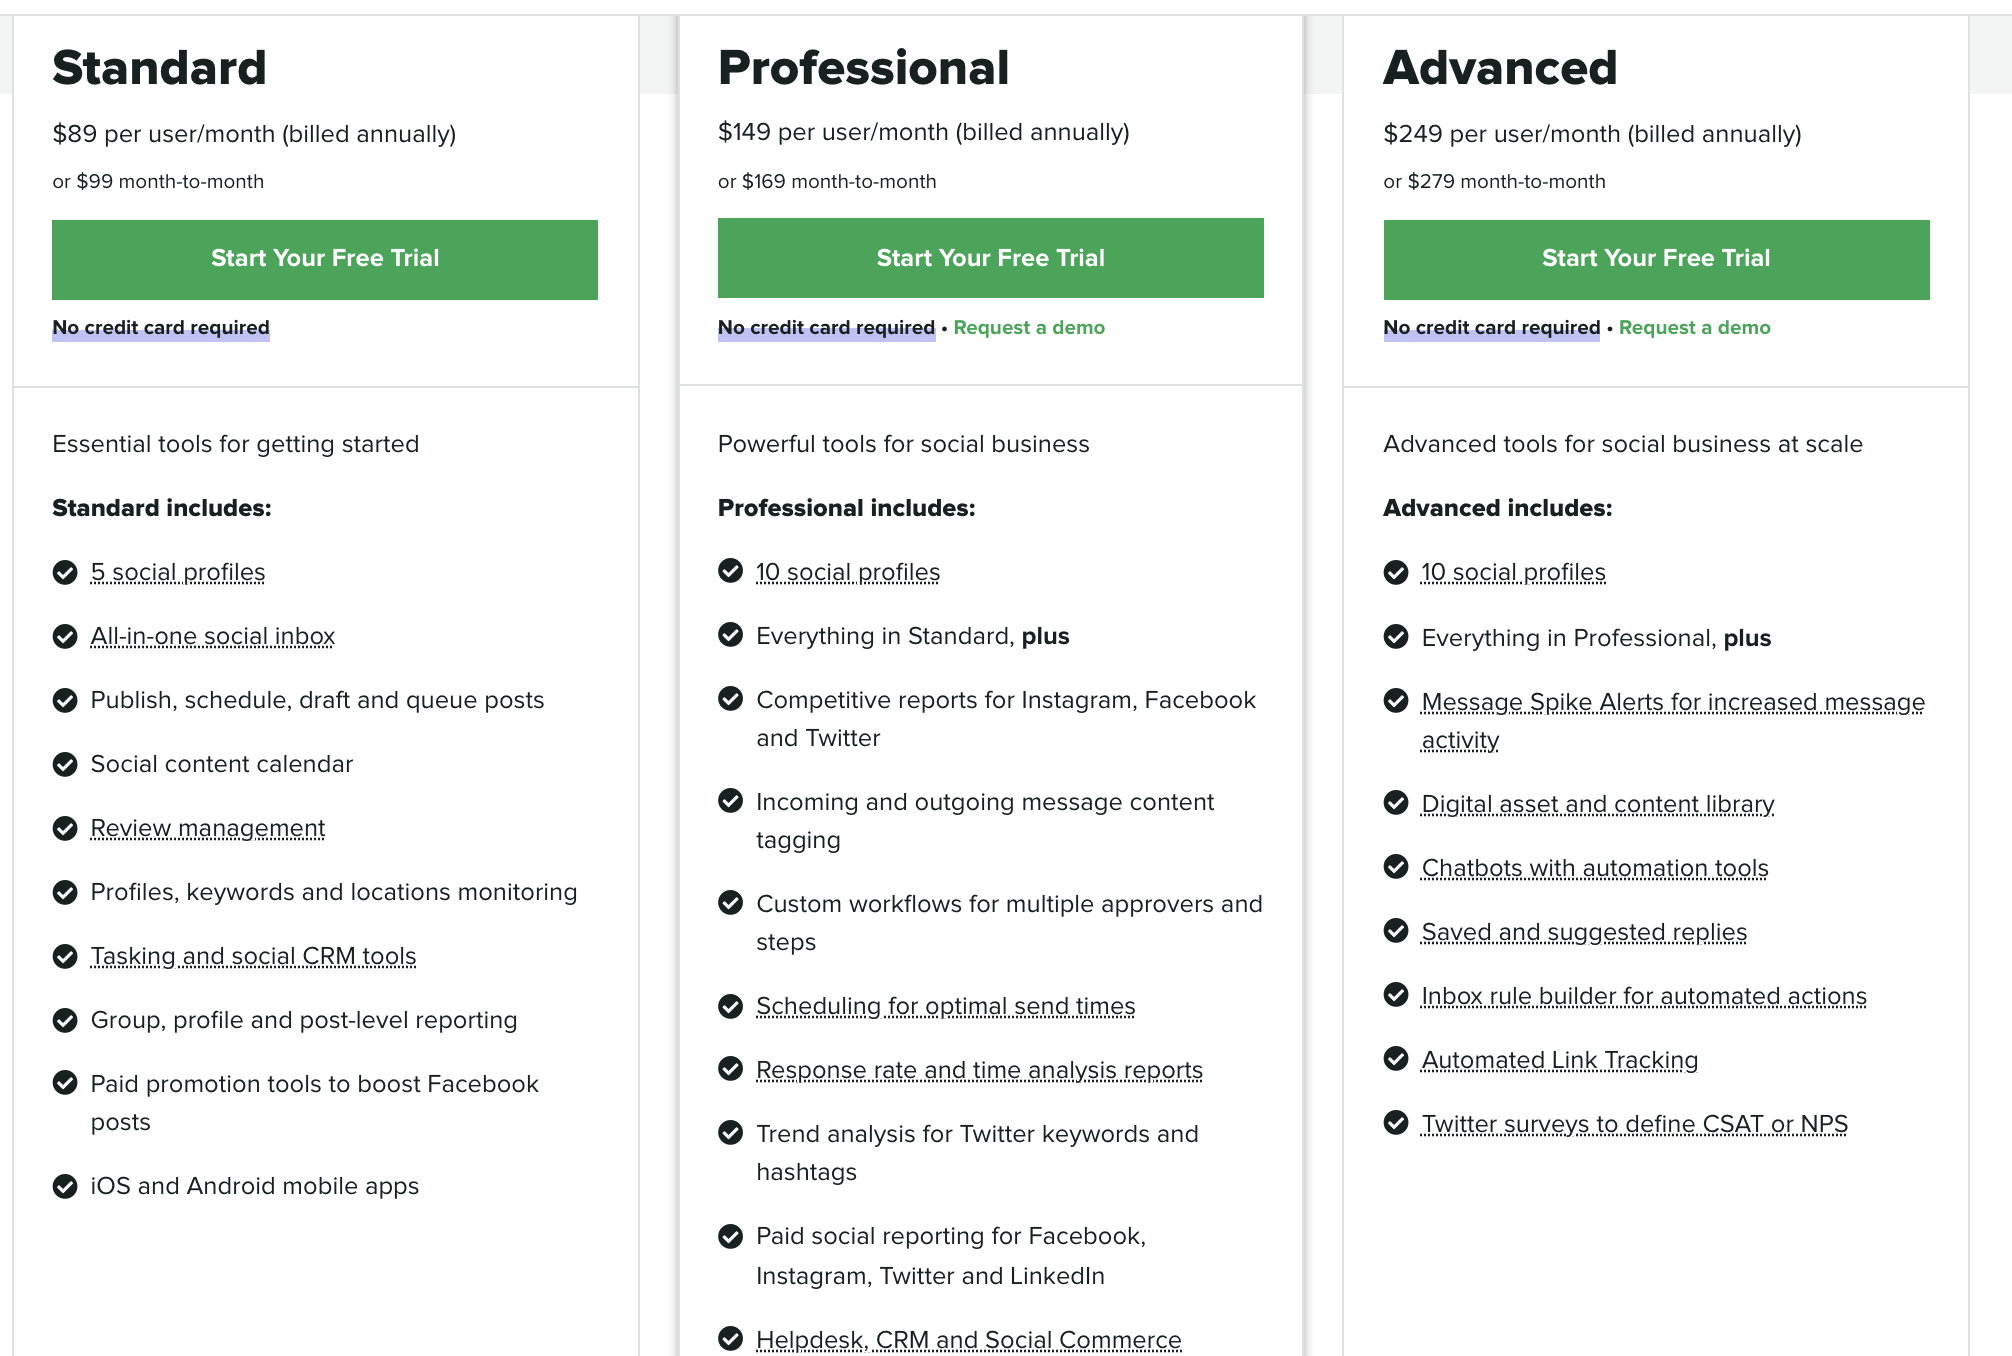 Standard
$89 per user/month (billed annually)
or $99 month-to-month
Start Your Free Trial
No credit card required
Essential tools for getting started
Standard includes:
5 social profiles
All-in-one social inbox
Publish, schedule, draft and queue posts
Social content calendar
Review management
Profiles, keywords and locations monitoring
Tasking and social CRM tools
Group, profile and post-level reporting
Paid promotion tools to boost Facebook
posts
iOS and Android mobile apps
Professional
$149 per user/month (billed annually)
or $169 month-to-month
Start Your Free Trial
No credit card required • Request a demo
Powerful tools for social business
Professional includes:
10 social profiles
Everything in Standard, plus
Competitive reports for Instagram, Facebook
and Twitter
Incoming and outgoing message content
tagging
Custom workflows for multiple approvers and
steps
Scheduling for optimal send times
Response rate and time analysis reports
Trend analysis for Twitter keywords and
hashtags
Paid social reporting for Facebook,
Instagram, Twitter and LinkedIn
Helpdesk, CRM and Social Commerce
Advanced
$249 per user/month (billed annually)
or $279 month-to-month
Start Your Free Trial
No credit card required • Request a demo
Advanced tools for social business at scale
Advanced includes:
10 social profiles
Everything in Professional, plus
Message Spike Alerts for increased message
activity
Digital asset and content library
Chatbots with automation tools
Saved and suggested replies
Inbox rule builder for automated actions
Automated Link Tracking
Twitter surveys to define CSAT or NPS